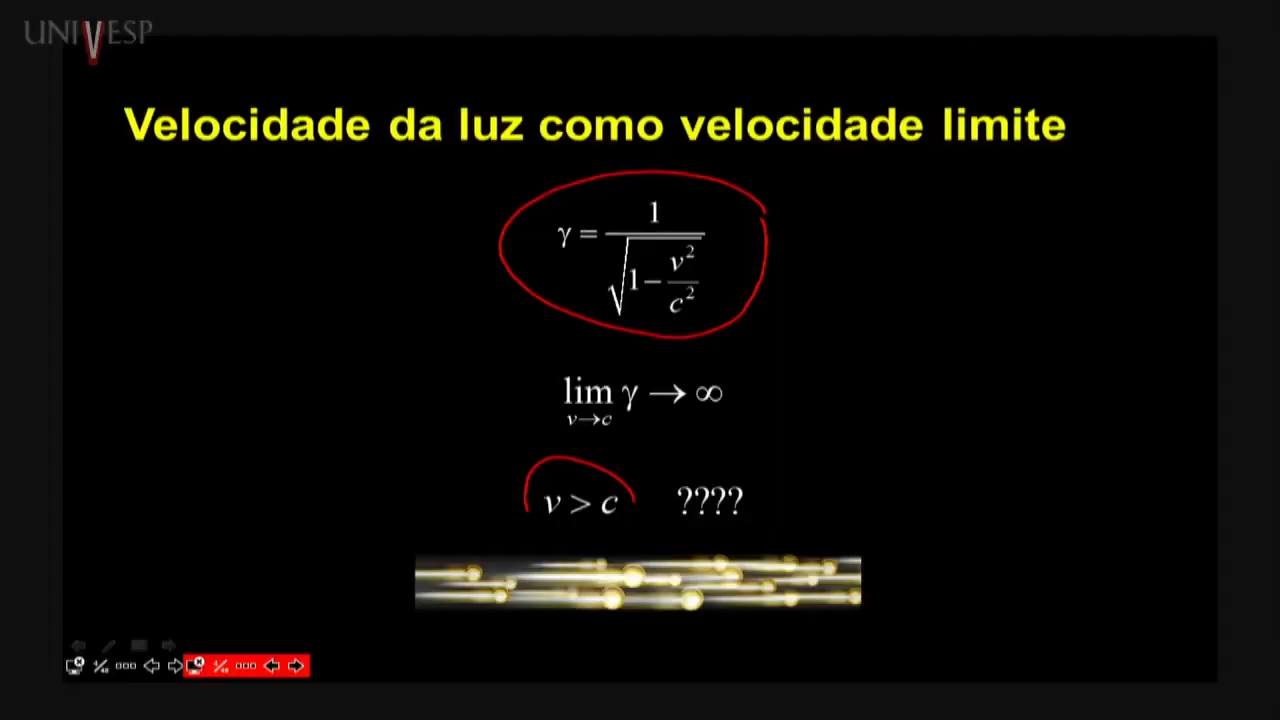 UNIVESP
Velocidade da luz como velocidade limite
γ = 1 / √(1 − v²/c²)
lim γ → ∞
v→c
v > c ????